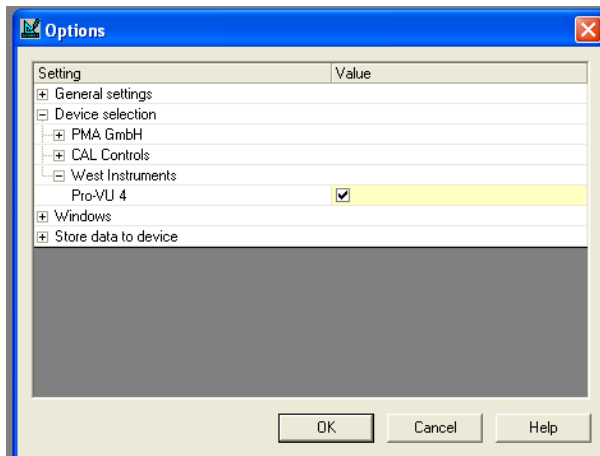 Options
Setting Value
General settings
Device selection
PMA GmbH
CAL Controls
West Instruments
Pro-VU 4
Windows
Store data to device
OK Cancel Help